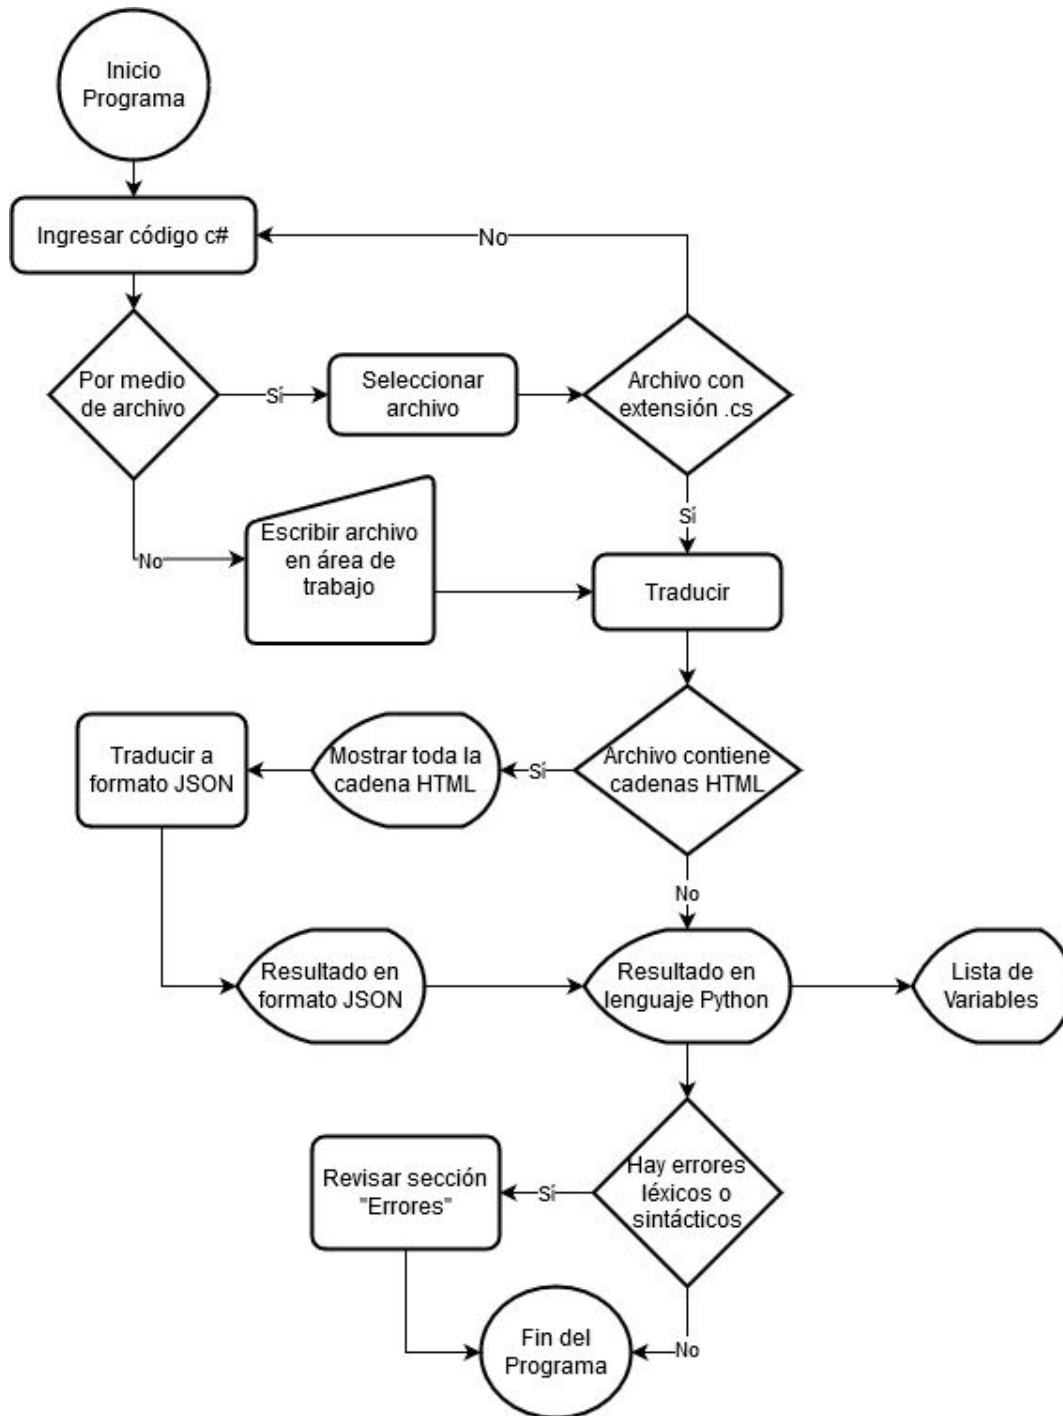 Inicio
Programa
Ingresar código c#
No
Por medio
de archivo
Sí
Seleccionar
archivo
Archivo con
extensión .cs
Sí
No
Escribir archivo
en área de
trabajo
Traducir
Traducir a
formato JSON
Mostrar toda la
cadena HTML
Sí
Archivo contiene
cadenas HTML
No
Resultado en
formato JSON
Resultado en
lenguaje Python
Lista de
Variables
Revisar sección
"Errores"
Sí
Hay errores
léxicos o
sintácticos
Fin del
Programa
No